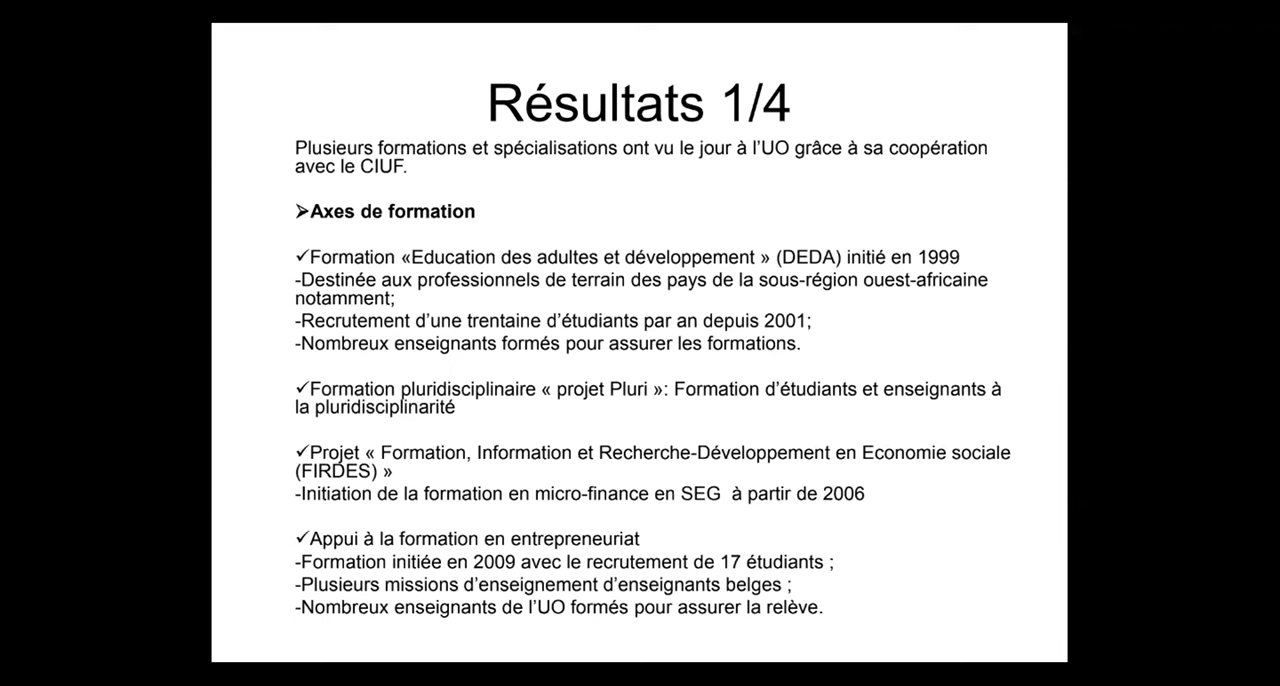 Résultats 1/4
Plusieurs formations et spécialisations ont vu le jour à l’UO grâce à sa coopération
avec le CIUF.
➢Axes de formation
✓Formation «Education des adultes et développement » (DEDA) initié en 1999
-Destinée aux professionnels de terrain des pays de la sous-région ouest-africaine
notamment;
-Recrutement d’une trentaine d’étudiants par an depuis 2001;
-Nombreux enseignants formés pour assurer les formations.
✓Formation pluridisciplinaire « projet Pluri »: Formation d’étudiants et enseignants à
la pluridisciplinarité
✓Projet « Formation, Information et Recherche-Développement en Economie sociale
(FIRDES) »
-Initiation de la formation en micro-finance en SEG  à partir de 2006
✓Appui à la formation en entrepreneuriat
-Formation initiée en 2009 avec le recrutement de 17 étudiants ;
-Plusieurs missions d’enseignement d’enseignants belges ;
-Nombreux enseignants de l’UO formés pour assurer la relève.